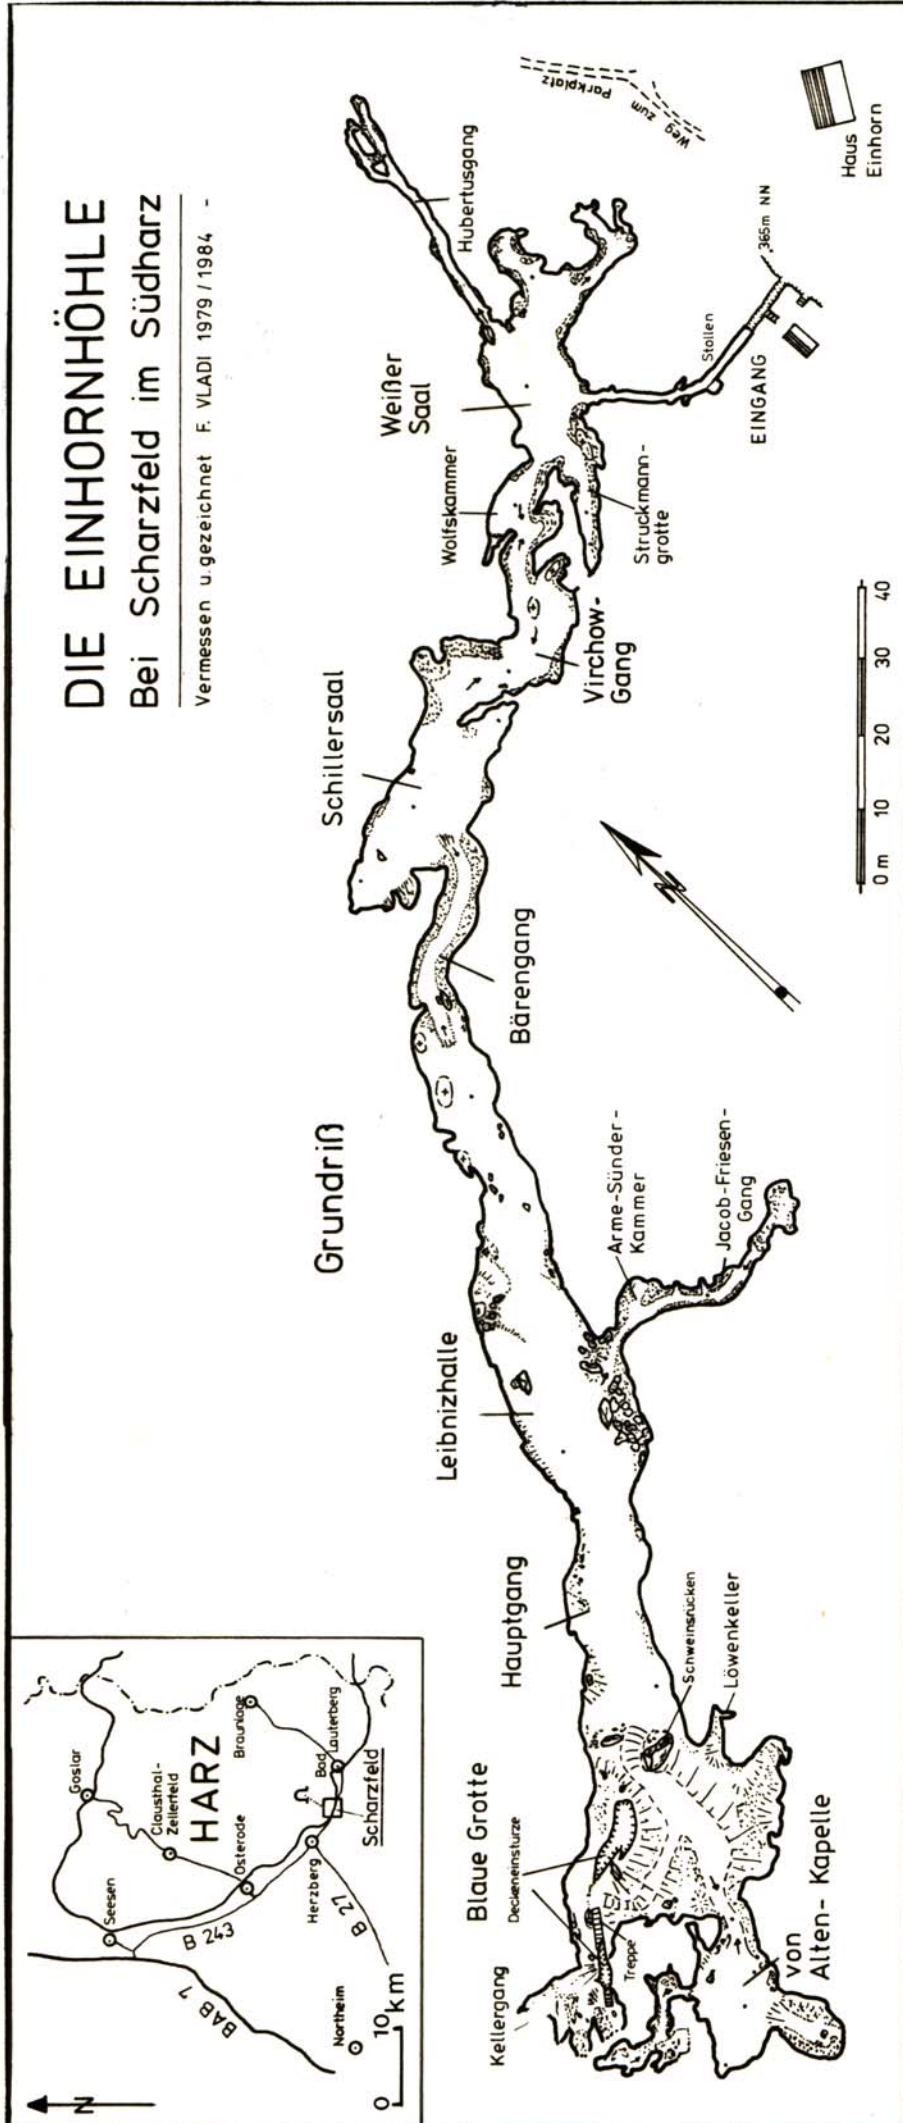 DIE EINHORNHÖHLE
Bei Scharzfeld im Südharz
Vermessen u. gezeichnet F. VLADI 1979/1984 -
N
BAB 7
Seesen
Goslar
Clausthal-
Zellerfeld
HARZ
Osterode
Braunlage
B 243
Herzberg
Bad
Lauterberg
Scharzfeld
B 27
Northeim
0 10
km
Grundriß
Kellergang
Blaue Grotte
Deckeneinstürze
Treppe
von
Alten-Kapelle
Hauptgang
Schweinsrücken
Löwenkeller
Leibnizhalle
Arme-Sünder-
Kammer
Jacob-Friesen-
Gang
Bärengang
Schillersaal
Virchow-
Gang
Wolfskammer
Struckmann-
grotte
Weißer
Saal
Hubertusgang
Stollen
EINGANG
365m NN
Weg zum Parkplatz
Haus
Einhorn
N
0 m 10 20 30 40